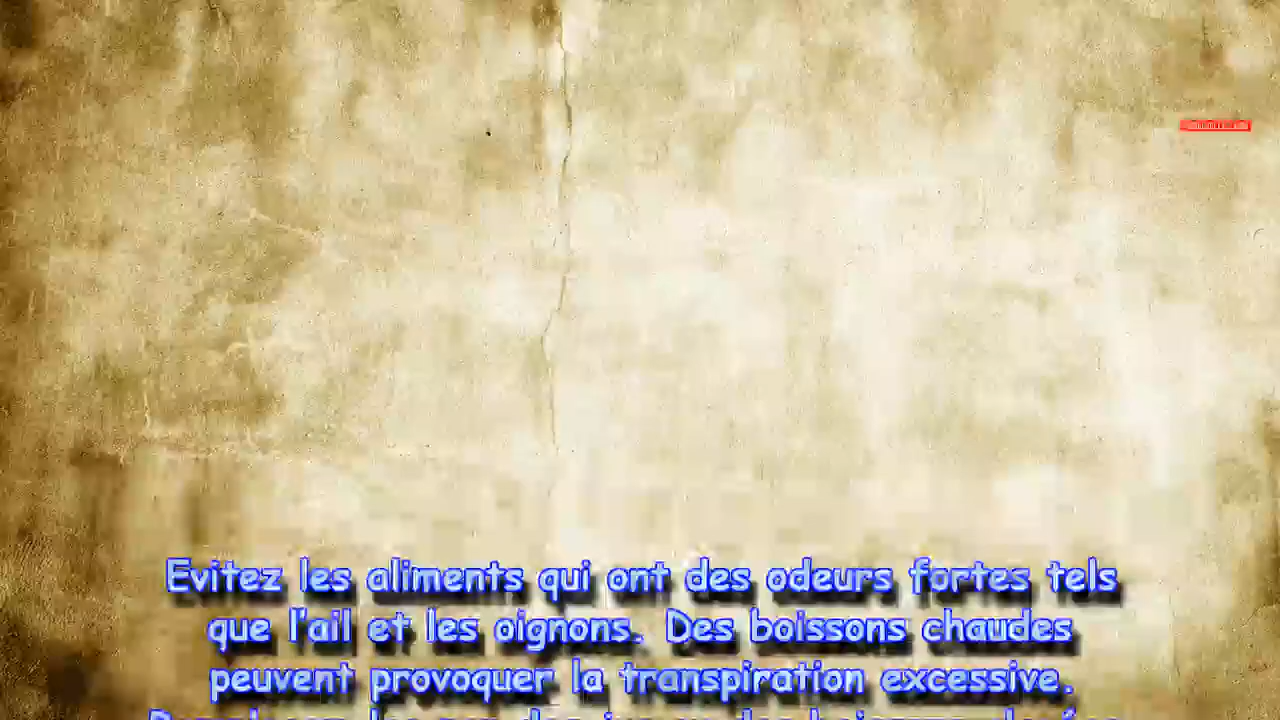 Evitez les aliments qui ont des odeurs fortes tels
que l'ail et les oignons. Des boissons chaudes
peuvent provoquer la transpiration excessive.